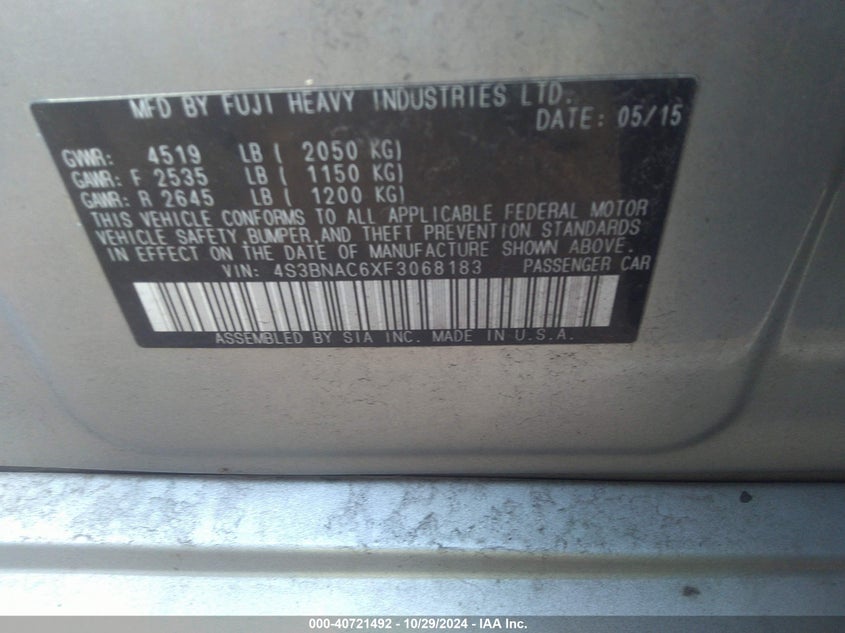 MFD BY FUJI HEAVY INDUSTRIES LTD.
DATE: 05/15
GVWR: 4519 LB ( 2050 KG)
GAWR: F 2535 LB ( 1150 KG)
GAWR: R 2645 LB ( 1200 KG)
THIS VEHICLE CONFORMS TO ALL APPLICABLE FEDERAL MOTOR
VEHICLE SAFETY,BUMPER,AND THEFT PREVENTION STANDARDS
IN EFFECT ON THE DATE OF MANUFACTURE SHOWN ABOVE.
VIN: 4S3BNAC6XF3068183 PASSENGER CAR
ASSEMBLED BY SIA INC. MADE IN U.S.A.
000-40721492 - 10/29/2024 - IAA Inc.